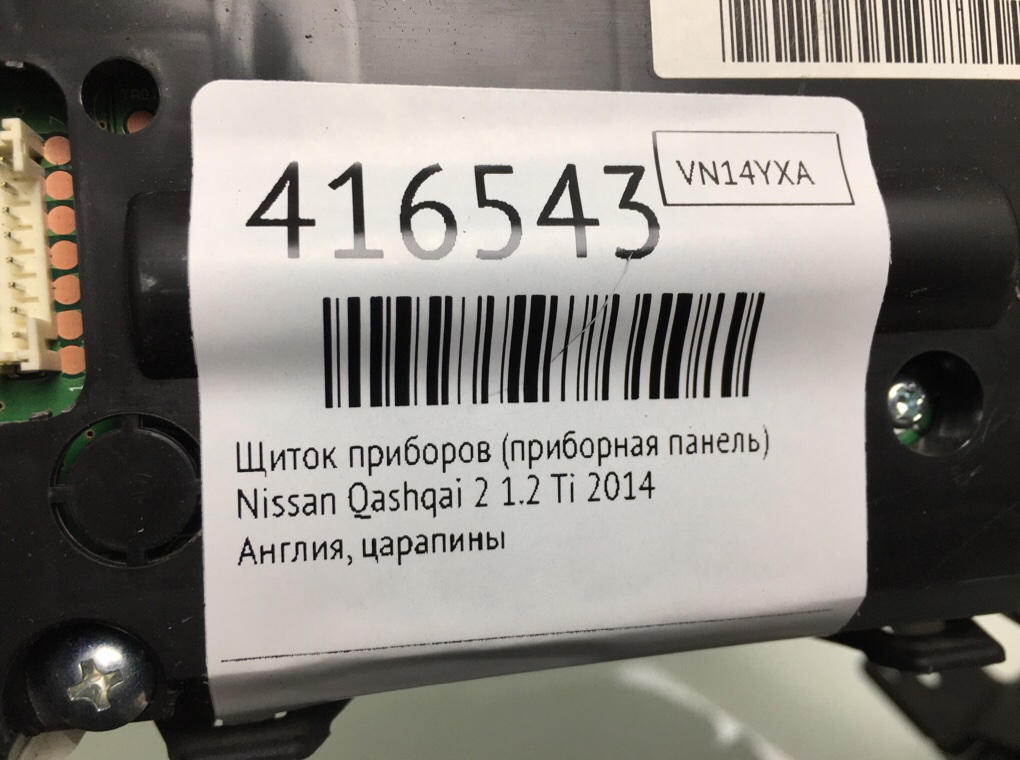 416543
VN14YXA
Щиток приборов (приборная панель)
Nissan Qashqai 2 1.2 Ti 2014
Англия, царапины